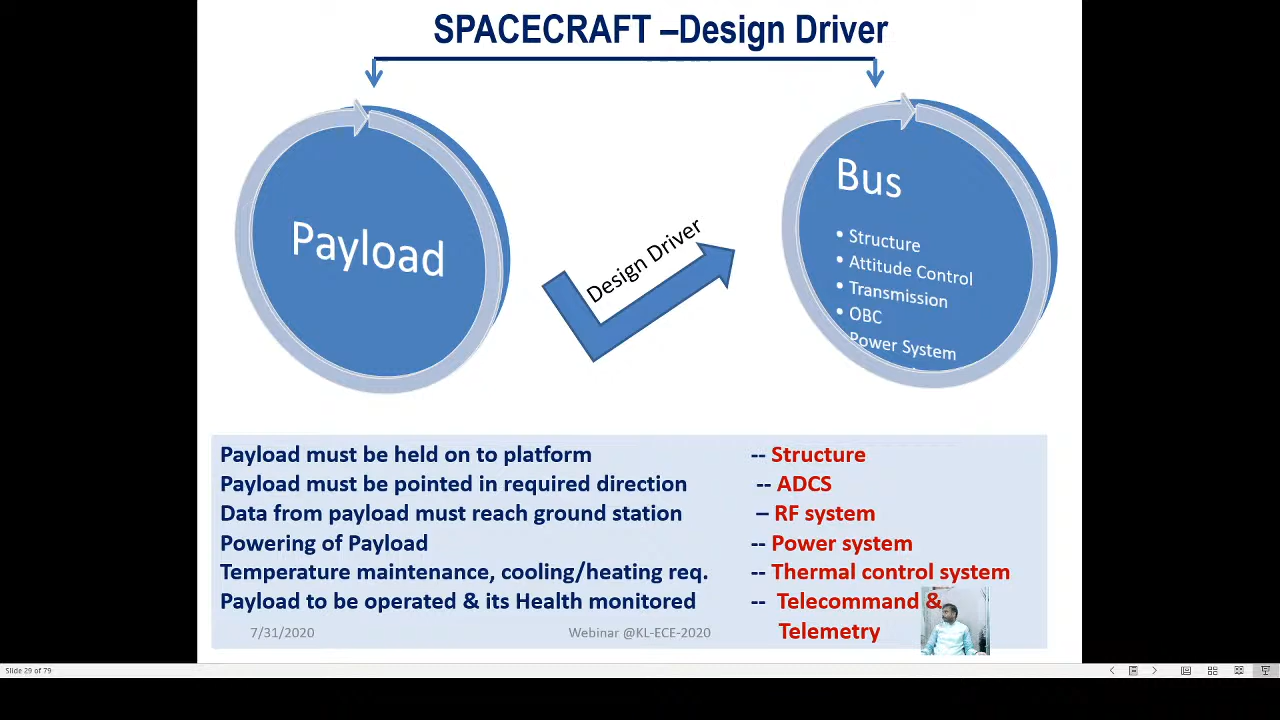 SPACECRAFT –Design Driver
Payload
Design Driver
Bus
• Structure
• Attitude Control
• Transmission
• OBC
Power System
Payload must be held on to platform -- Structure
Payload must be pointed in required direction -- ADCS
Data from payload must reach ground station – RF system
Powering of Payload -- Power system
Temperature maintenance, cooling/heating req. -- Thermal control system
Payload to be operated & its Health monitored -- Telecommand &
Telemetry
7/31/2020 Webinar @KL-ECE-2020
Slide 29 of 79